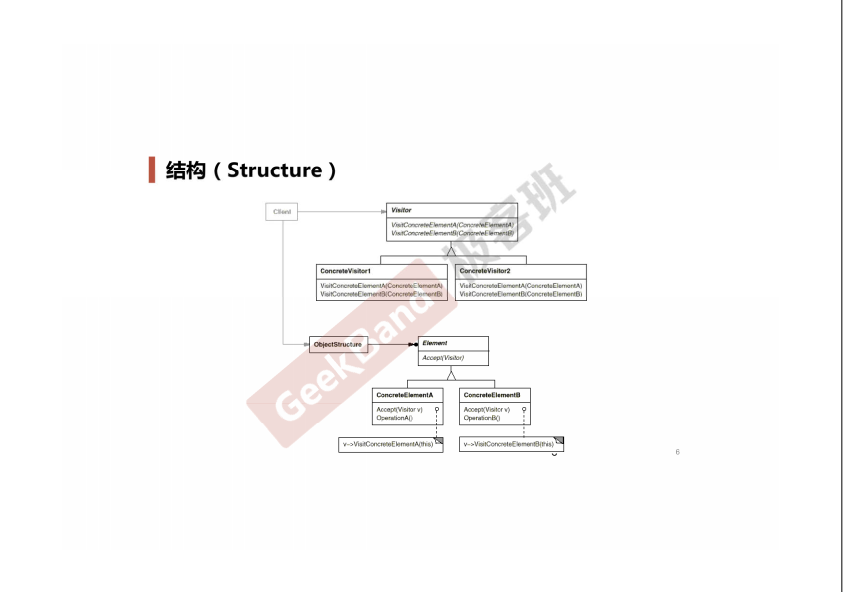 结构（Structure）
Client
Visitor
VisitConcreteElementA(ConcreteElementA)
VisitConcreteElementB(ConcreteElementB)
ConcreteVisitor1
VisitConcreteElementA(ConcreteElementA)
VisitConcreteElementB(ConcreteElementB)
ConcreteVisitor2
VisitConcreteElementA(ConcreteElementA)
VisitConcreteElementB(ConcreteElementB)
ObjectStructure
Element
Accept(Visitor)
ConcreteElementA
Accept(Visitor v)
OperationA()
ConcreteElementB
Accept(Visitor v)
OperationB()
v-->VisitConcreteElementA(this)
v-->VisitConcreteElementB(this)
GeekBand 极客班
6